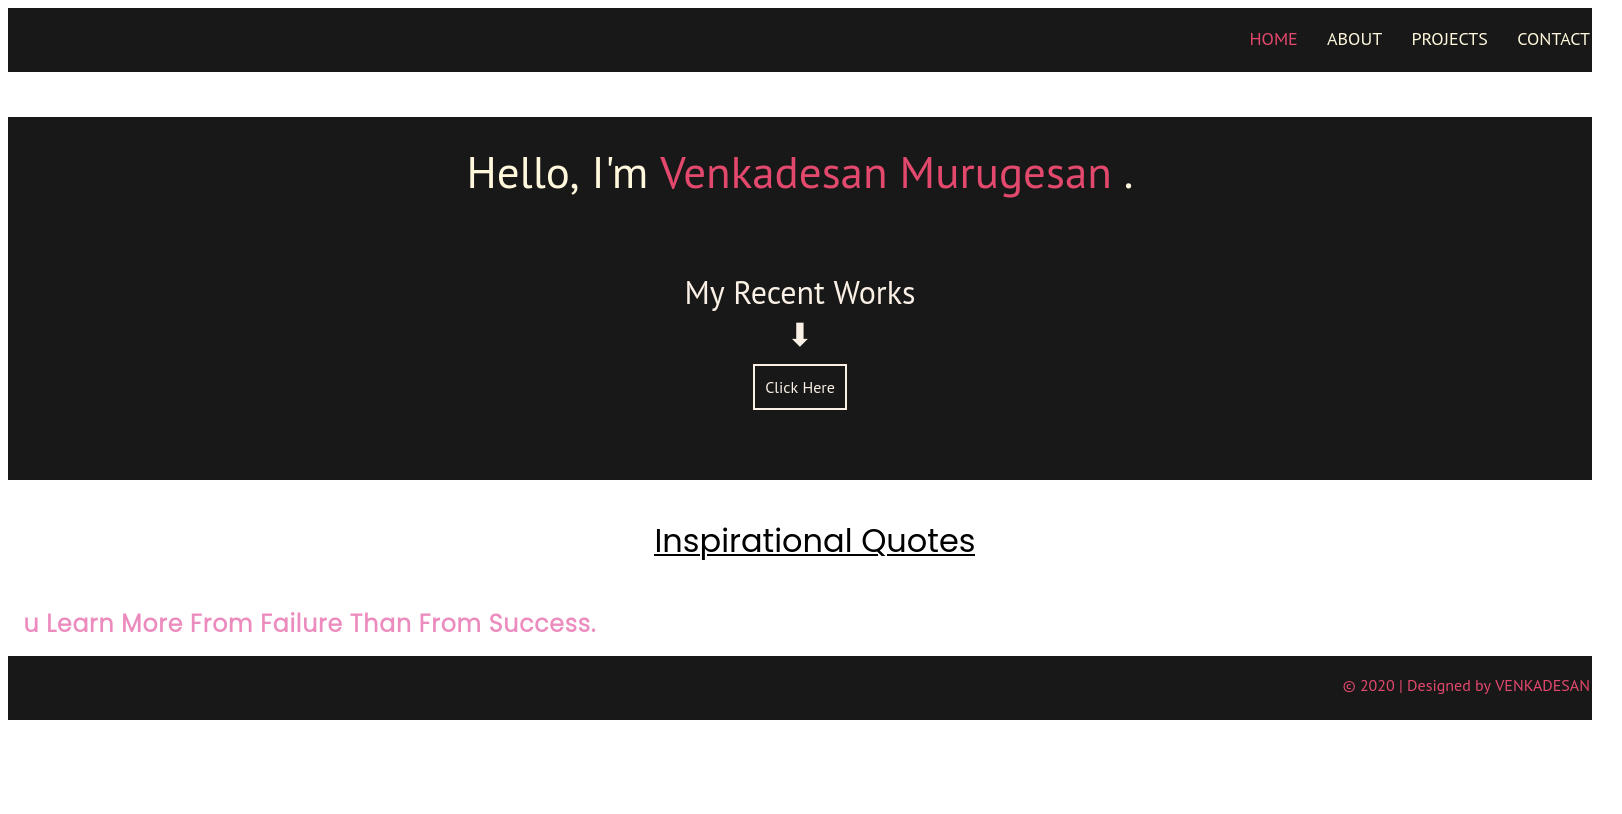 HOME ABOUT PROJECTS CONTACT
Hello, I'm Venkadesan Murugesan .
My Recent Works
⬇
Click Here
Inspirational Quotes
u Learn More From Failure Than From Success.
© 2020 | Designed by VENKADESAN